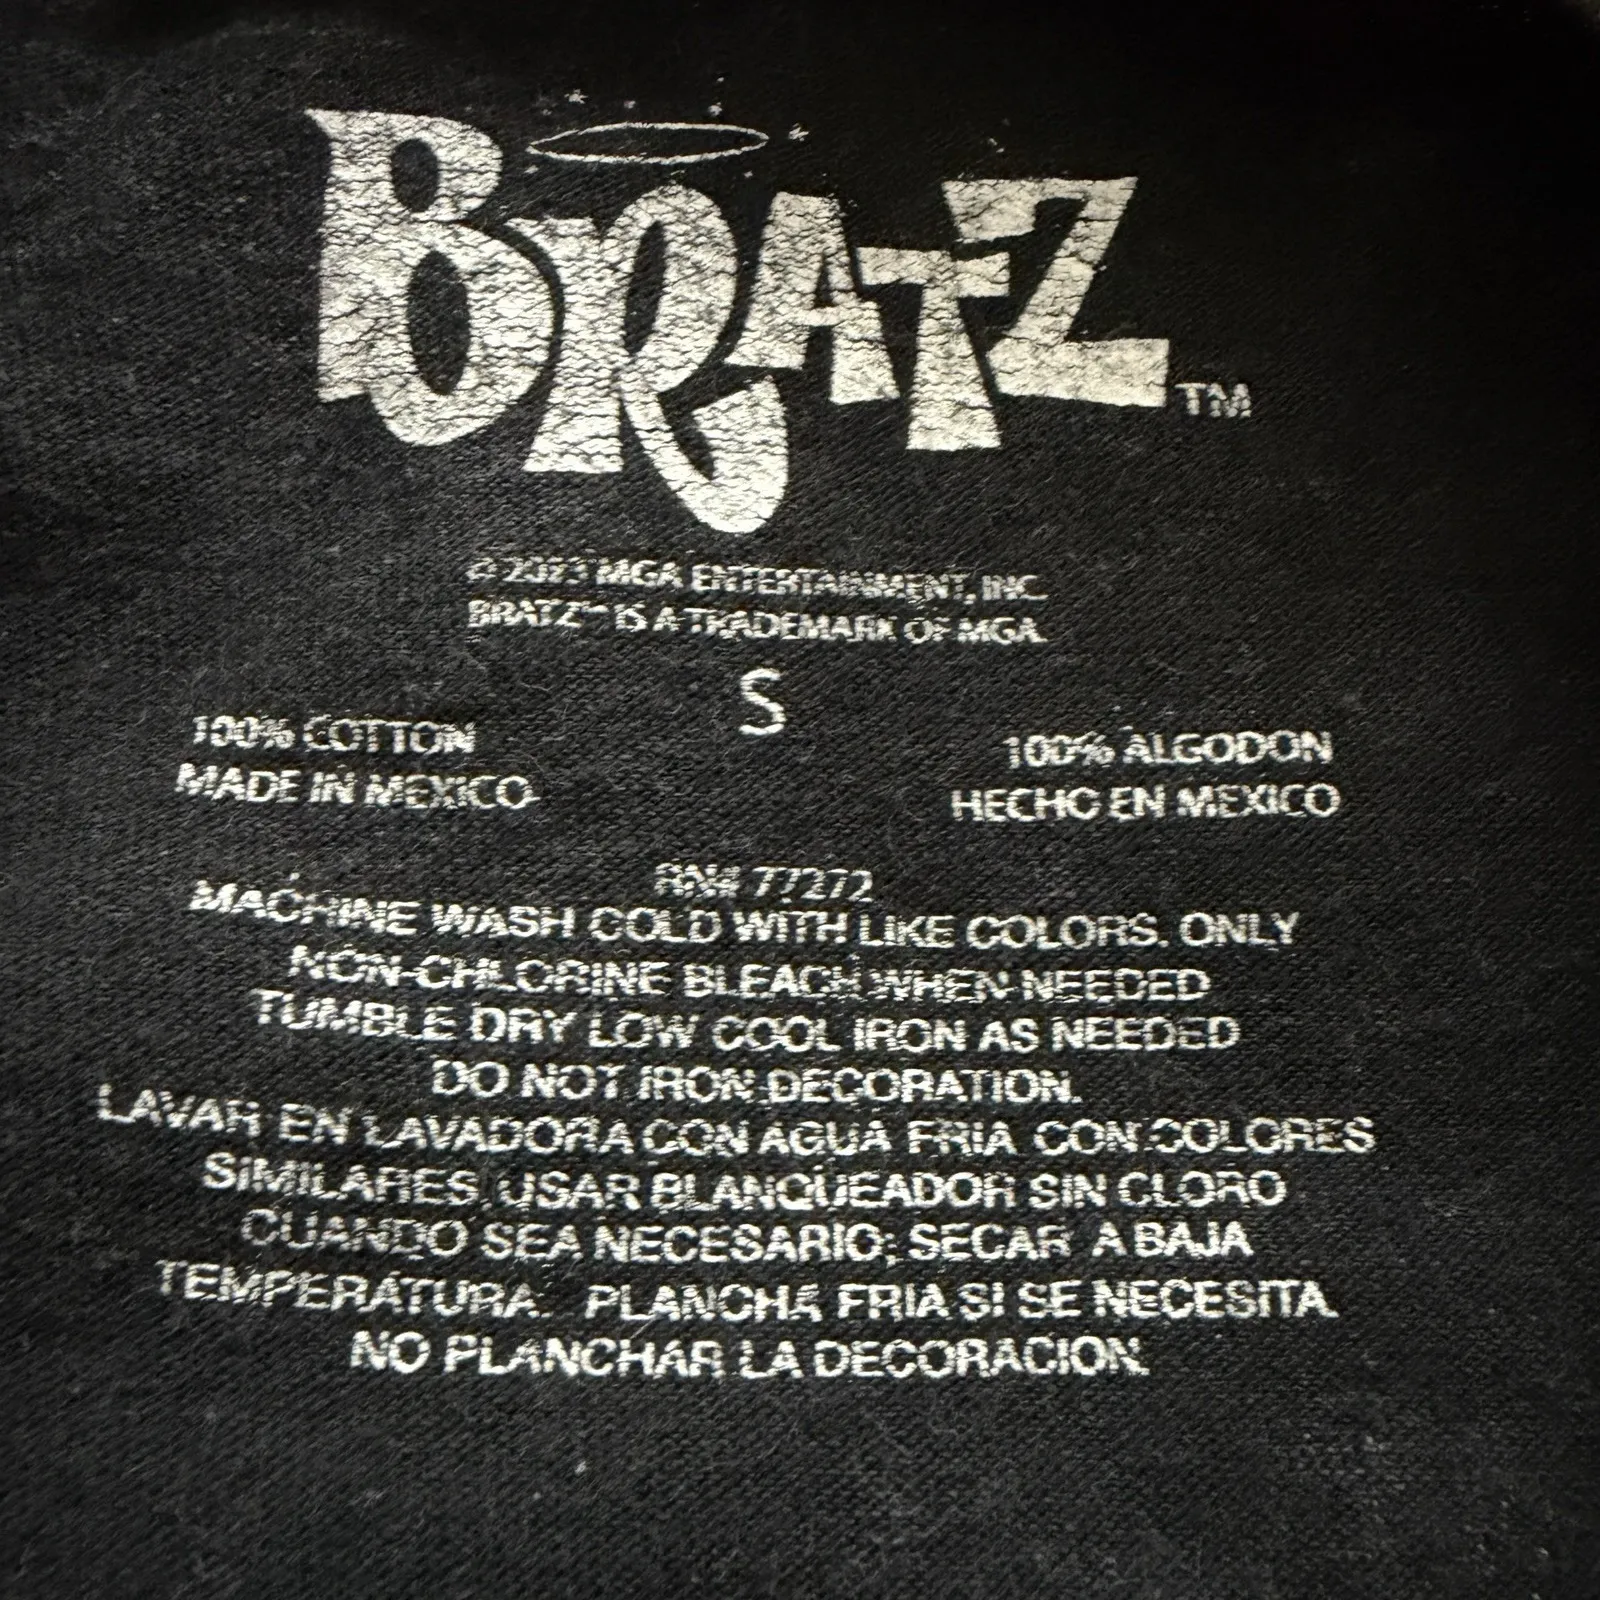 BRATZ™
© 2023 MGA ENTERTAINMENT, INC.
BRATZ™ IS A TRADEMARK OF MGA.
S
100% COTTON
MADE IN MEXICO
100% ALGODON
HECHO EN MEXICO
RN# 77272
MACHINE WASH COLD WITH LIKE COLORS. ONLY
NON-CHLORINE BLEACH WHEN NEEDED
TUMBLE DRY LOW COOL IRON AS NEEDED
DO NOT IRON DECORATION.
LAVAR EN LAVADORA CON AGUA FRIA CON COLORES
SIMILARES USAR BLANQUEADOR SIN CLORO
CUANDO SEA NECESARIO; SECAR A BAJA
TEMPERATURA. PLANCHA FRIA SI SE NECESITA.
NO PLANCHAR LA DECORACION.